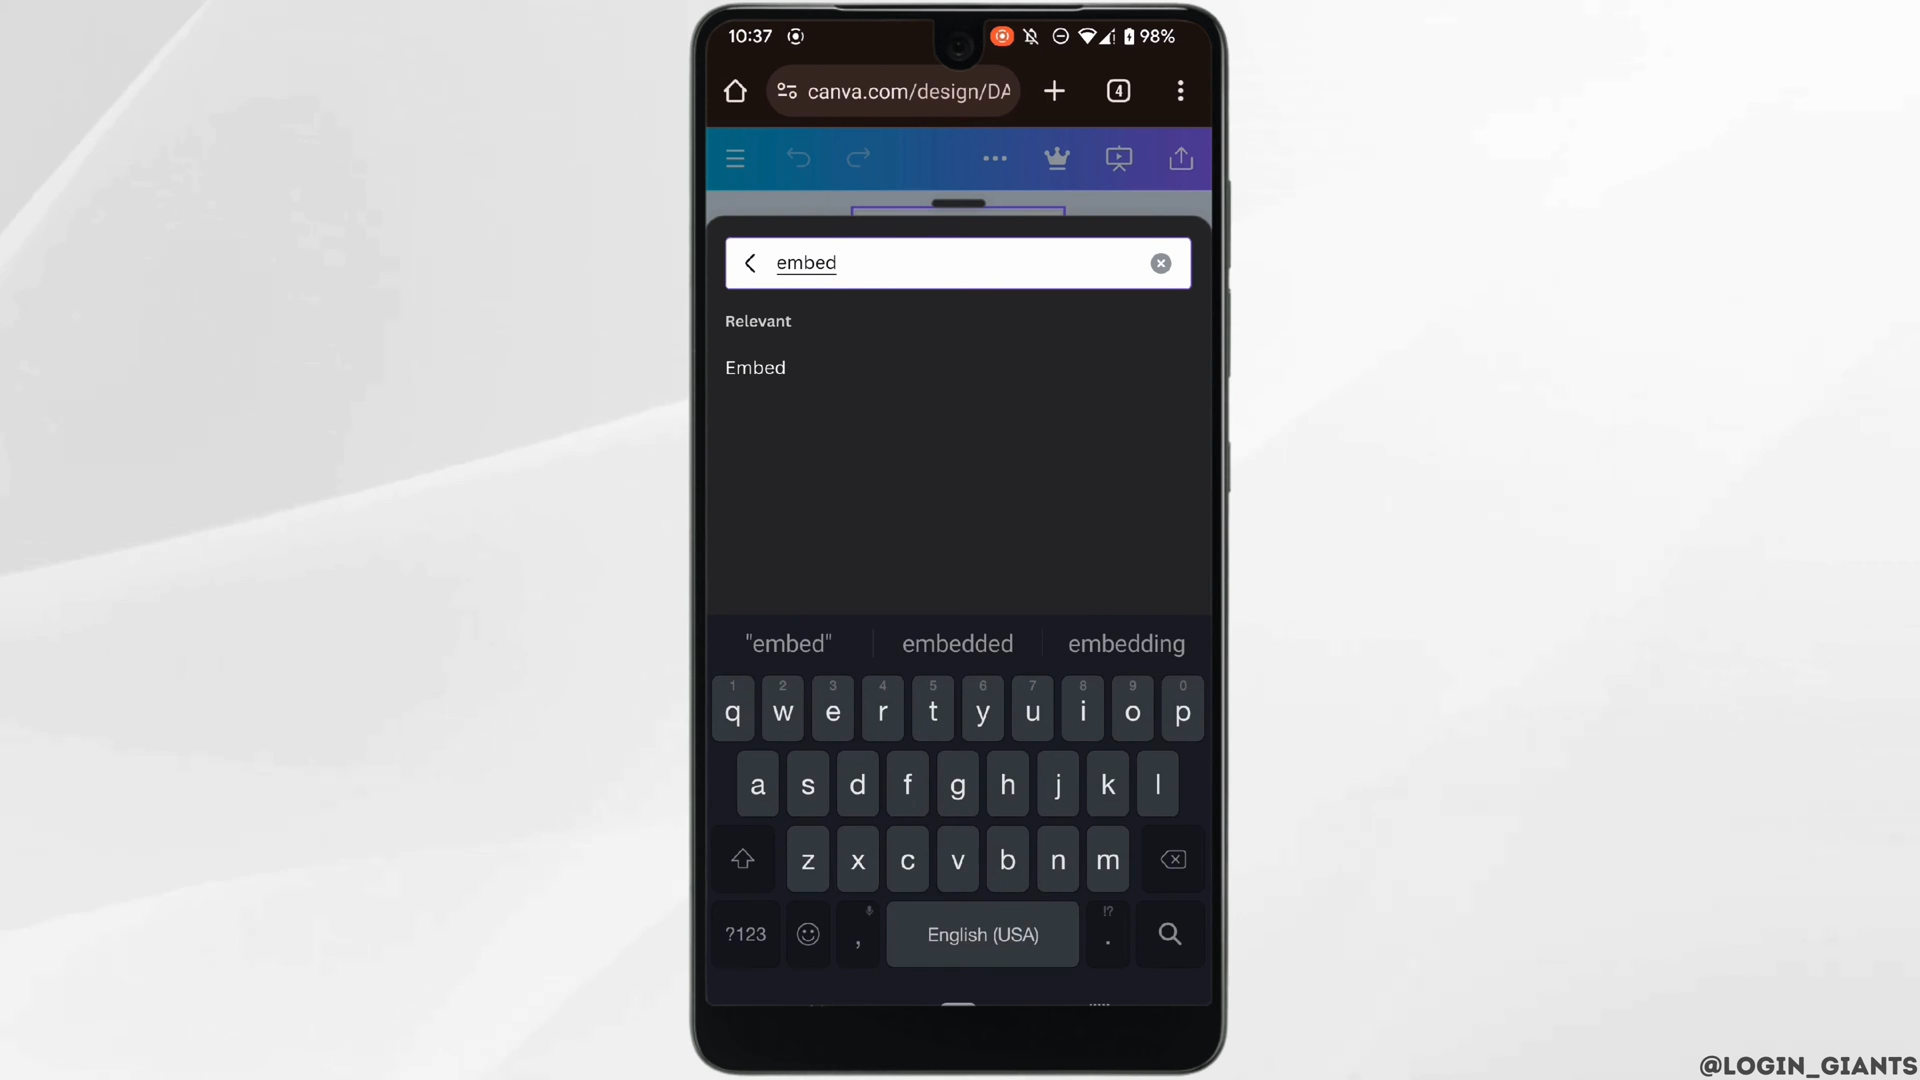 10:37
98%
canva.com/design/DA
4
embed
Relevant
Embed
"embed" embedded embedding
1 2 3 4 5 6 7 8 9 0
q w e r t y u i o p
a s d f g h j k l
z x c v b n m
!?
?123 , English (USA) .
@LOGIN_GIANTS